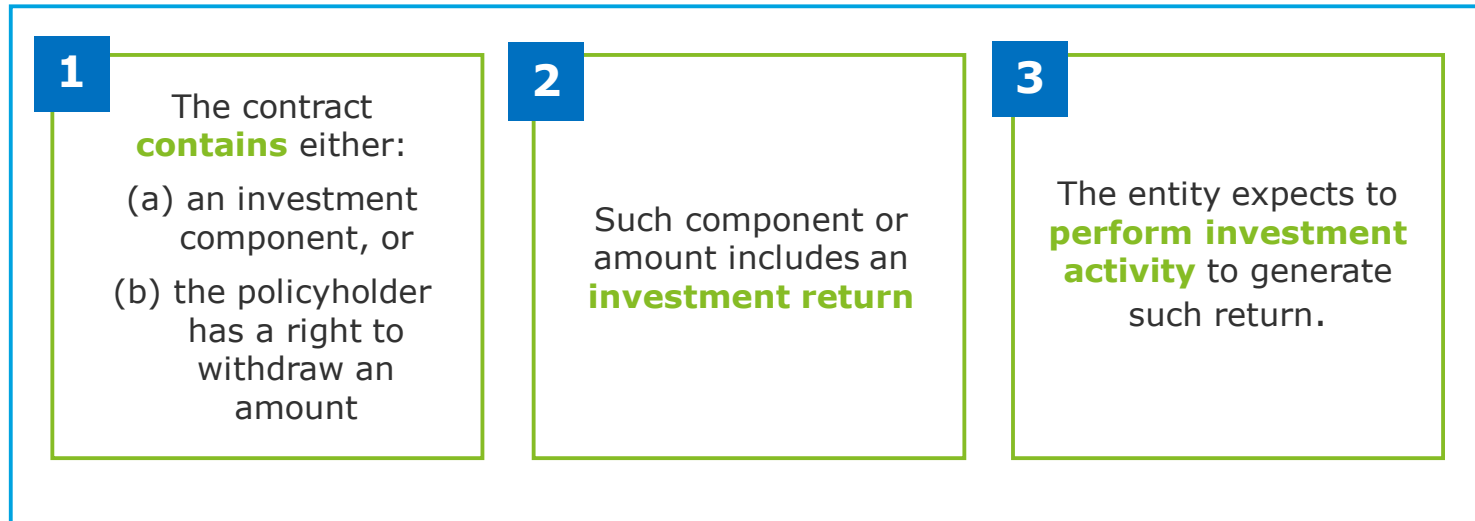 1
The contract
contains either:
(a) an investment
component, or
(b) the policyholder
has a right to
withdraw an
amount
2
Such component or
amount includes an
investment return
3
The entity expects to
perform investment
activity to generate
such return.